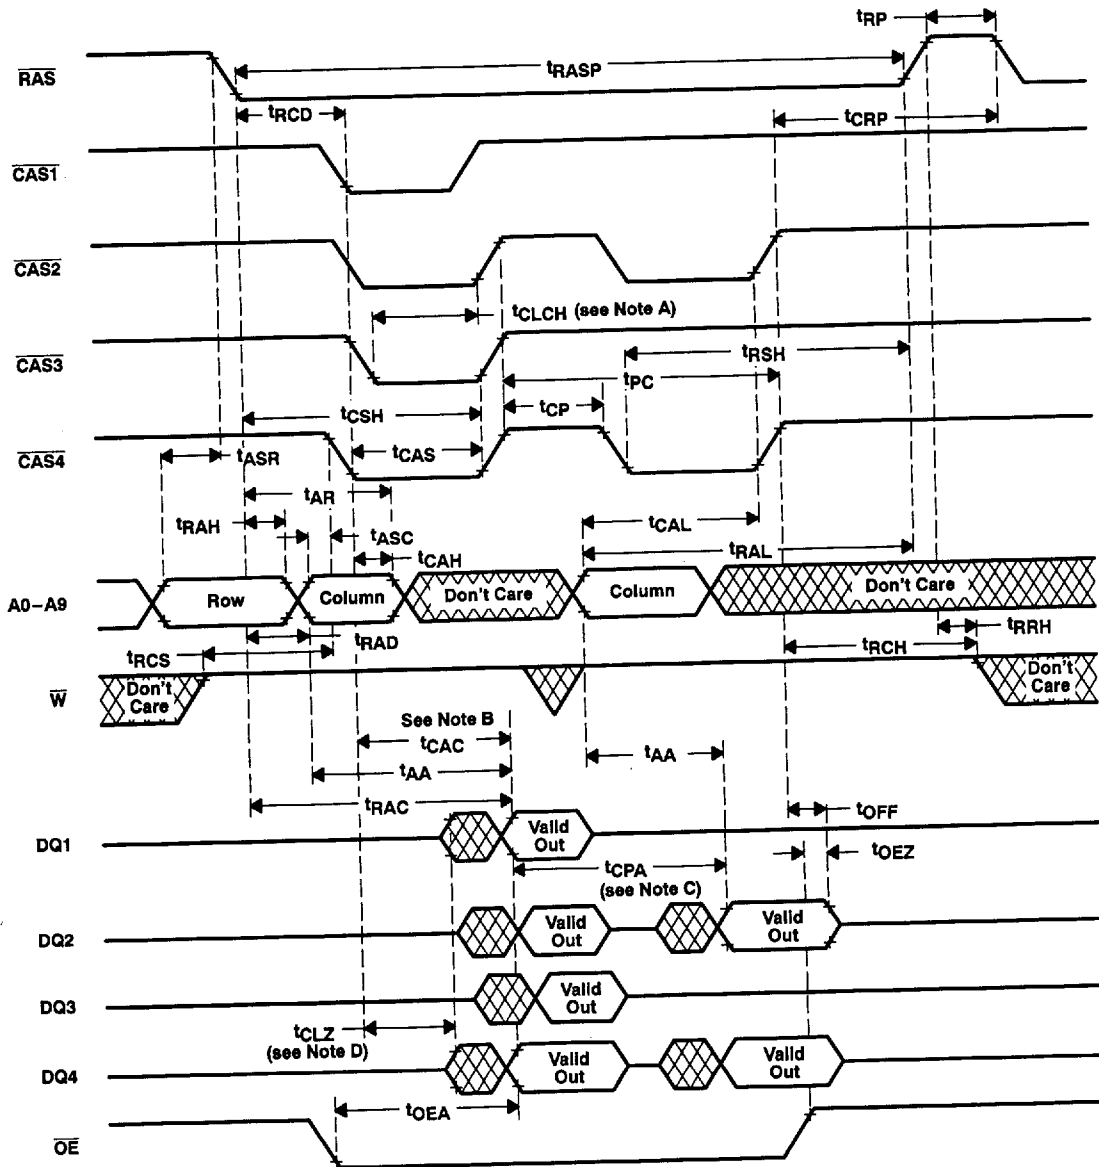 tRP
RAS
tRASP
tRCD
tCRP
CAS1
CAS2
tCLCH (see Note A)
CAS3
tRSH
tPC
tCSH
tCP
CAS4
tASR
tCAS
tAR
tRAH
tASC
tCAL
tCAH
tRAL
A0–A9
Row
Column
Don't Care
Column
Don't Care
tRAD
tRRH
tRCS
tRCH
W
Don't
Care
Don't
Care
See Note B
tCAC
tAA
tAA
tRAC
tOFF
DQ1
Valid
Out
tOEZ
tCPA
(see Note C)
DQ2
Valid
Out
Valid
Out
DQ3
Valid
Out
tCLZ
(see Note D)
DQ4
Valid
Out
Valid
Out
tOEA
OE